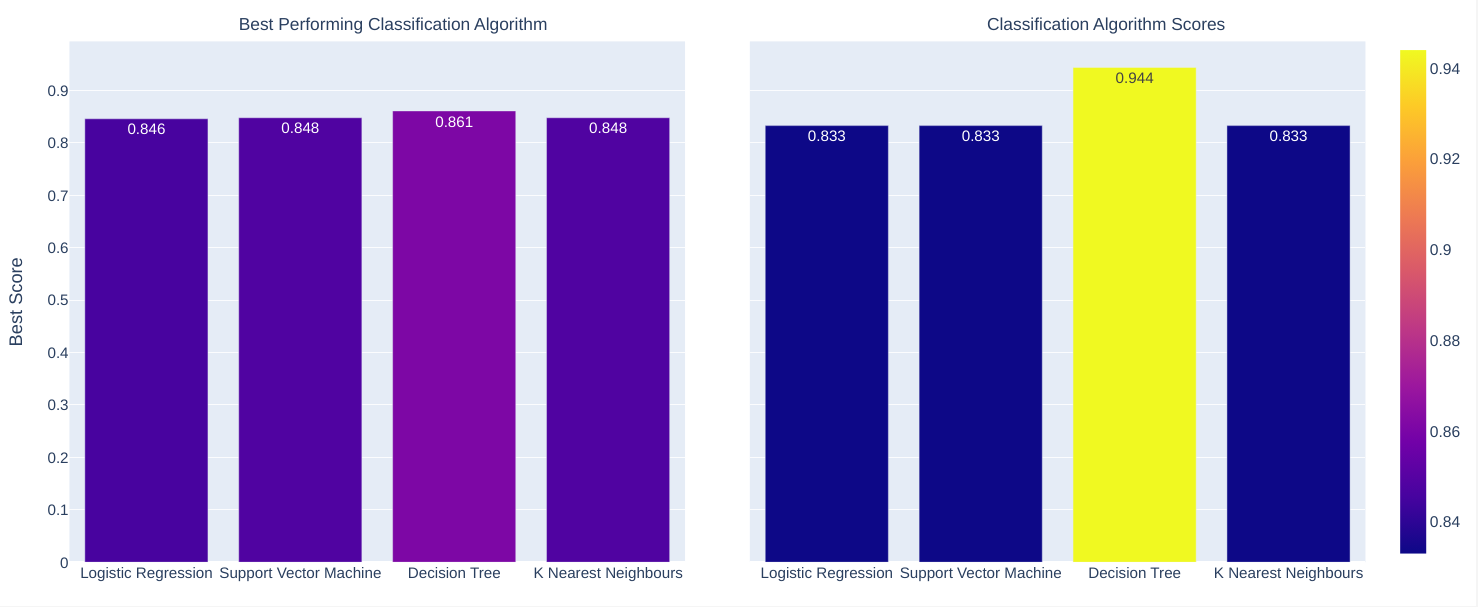 Best Performing Classification Algorithm
Classification Algorithm Scores
Best Score
0.9
0.8
0.7
0.6
0.5
0.4
0.3
0.2
0.1
0
0.846
0.848
0.861
0.848
Logistic Regression
Support Vector Machine
Decision Tree
K Nearest Neighbours
0.833
0.833
0.944
0.833
Logistic Regression
Support Vector Machine
Decision Tree
K Nearest Neighbours
0.94
0.92
0.9
0.88
0.86
0.84